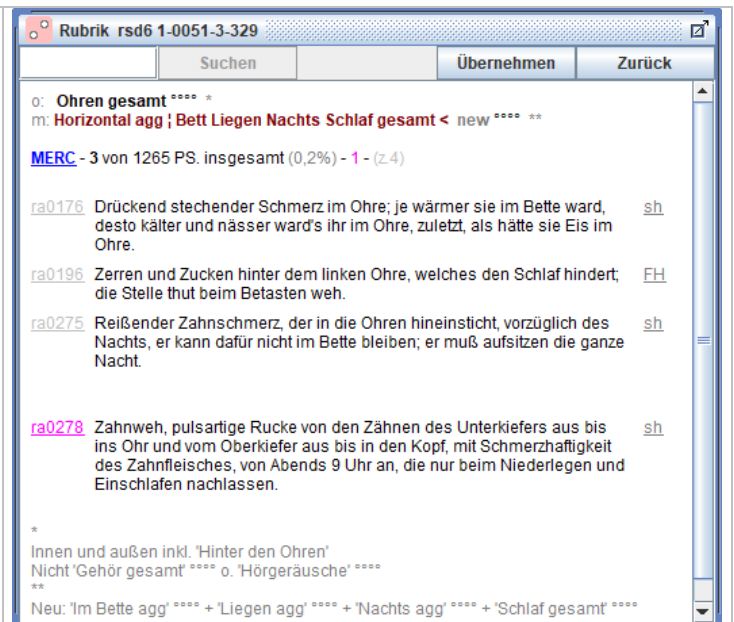 Rubrik rsd6 1-0051-3-329
Suchen Übernehmen Zurück
o: Ohren gesamt °°°° *
m: Horizontal agg ¦ Bett Liegen Nachts Schlaf gesamt < new °°°° **
MERC - 3 von 1265 PS. insgesamt (0,2%) - 1 - (z.4)
ra0176 Drückend stechender Schmerz im Ohre; je wärmer sie im Bette ward, sh
desto kälter und nässer ward's ihr im Ohre, zuletzt, als hätte sie Eis im
Ohre.
ra0196 Zerren und Zucken hinter dem linken Ohre, welches den Schlaf hindert; FH
die Stelle thut beim Betasten weh.
ra0275 Reißender Zahnschmerz, der in die Ohren hineinsticht, vorzüglich des sh
Nachts, er kann dafür nicht im Bette bleiben; er muß aufsitzen die ganze
Nacht.
ra0278 Zahnweh, pulsartige Rucke von den Zähnen des Unterkiefers aus bis sh
ins Ohr und vom Oberkiefer aus bis in den Kopf, mit Schmerzhaftigkeit
des Zahnfleisches, von Abends 9 Uhr an, die nur beim Niederlegen und
Einschlafen nachlassen.
*
Innen und außen inkl. 'Hinter den Ohren'
Nicht 'Gehör gesamt' °°°° o. 'Hörgeräusche' °°°°
**
Neu: 'Im Bette agg' °°°° + 'Liegen agg' °°°° + 'Nachts agg' °°°° + 'Schlaf gesamt' °°°°